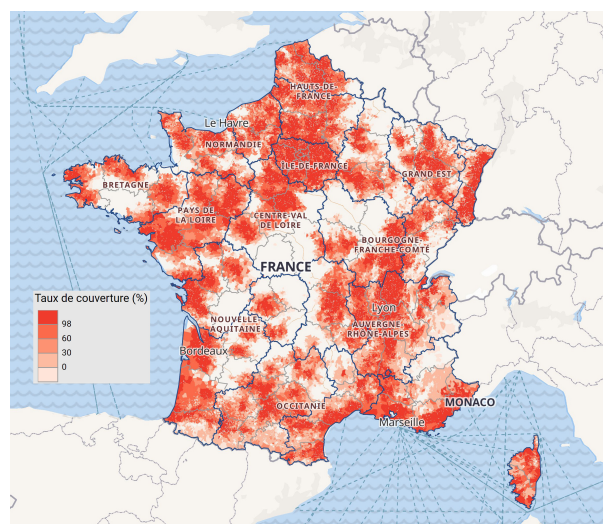 HAUTS-DE-
FRANCE
Le Havre
NORMANDIE
ÎLE-DE-FRANCE
GRAND EST
BRETAGNE
PAYS DE
LA LOIRE
CENTRE-VAL
DE LOIRE
BOURGOGNE-
FRANCHE-COMTÉ
FRANCE
Taux de couverture (%)
98
60
30
0
Lyon
NOUVELLE-
AQUITAINE
AUVERGNE
RHÔNE-ALPES
Bordeaux
OCCITANIE
MONACO
Marseille